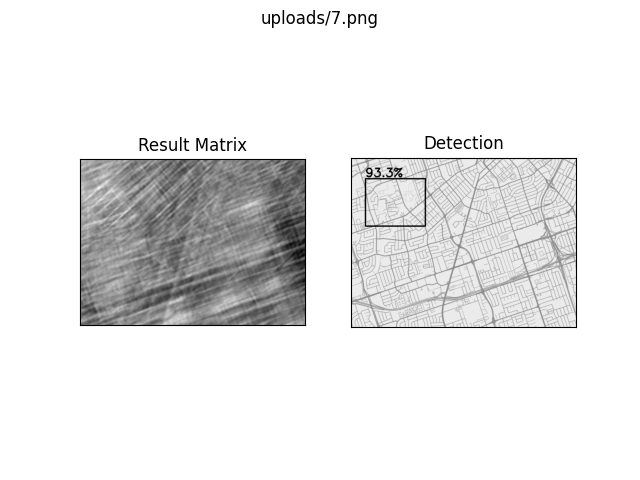 uploads/7.png
Result Matrix
Detection
93.3%